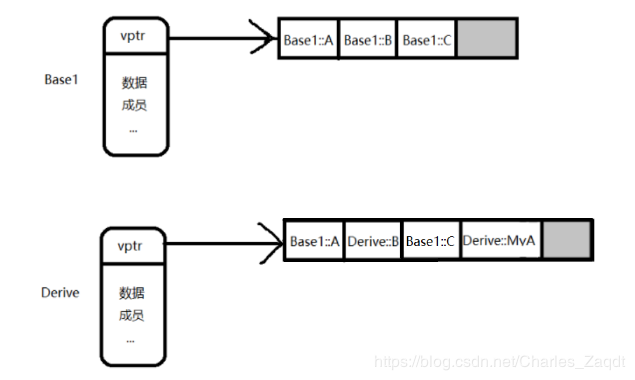 vptr
Base1::A Base1::B Base1::C
Base1
数据
成员
...
vptr
Base1::A Derive::B Base1::C Derive::MyA
Derive
数据
成员
...
https://blog.csdn.net/Charles_Zaqdt